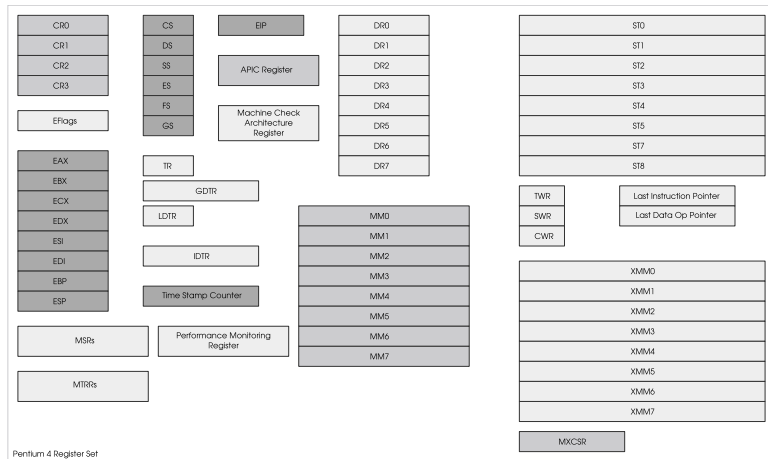 CR0
CR1
CR2
CR3
EFlags
EAX
EBX
ECX
EDX
ESI
EDI
EBP
ESP
MSRs
MTRRs
CS
DS
SS
ES
FS
GS
TR
GDTR
LDTR
IDTR
Time Stamp Counter
Performance Monitoring
Register
EIP
APIC Register
Machine Check
Architecture
Register
DR0
DR1
DR2
DR3
DR4
DR5
DR6
DR7
MM0
MM1
MM2
MM3
MM4
MM5
MM6
MM7
ST0
ST1
ST2
ST3
ST4
ST5
ST7
ST8
TWR
SWR
CWR
Last Instruction Pointer
Last Data Op Pointer
XMM0
XMM1
XMM2
XMM3
XMM4
XMM5
XMM6
XMM7
MXCSR
Pentium 4 Register Set